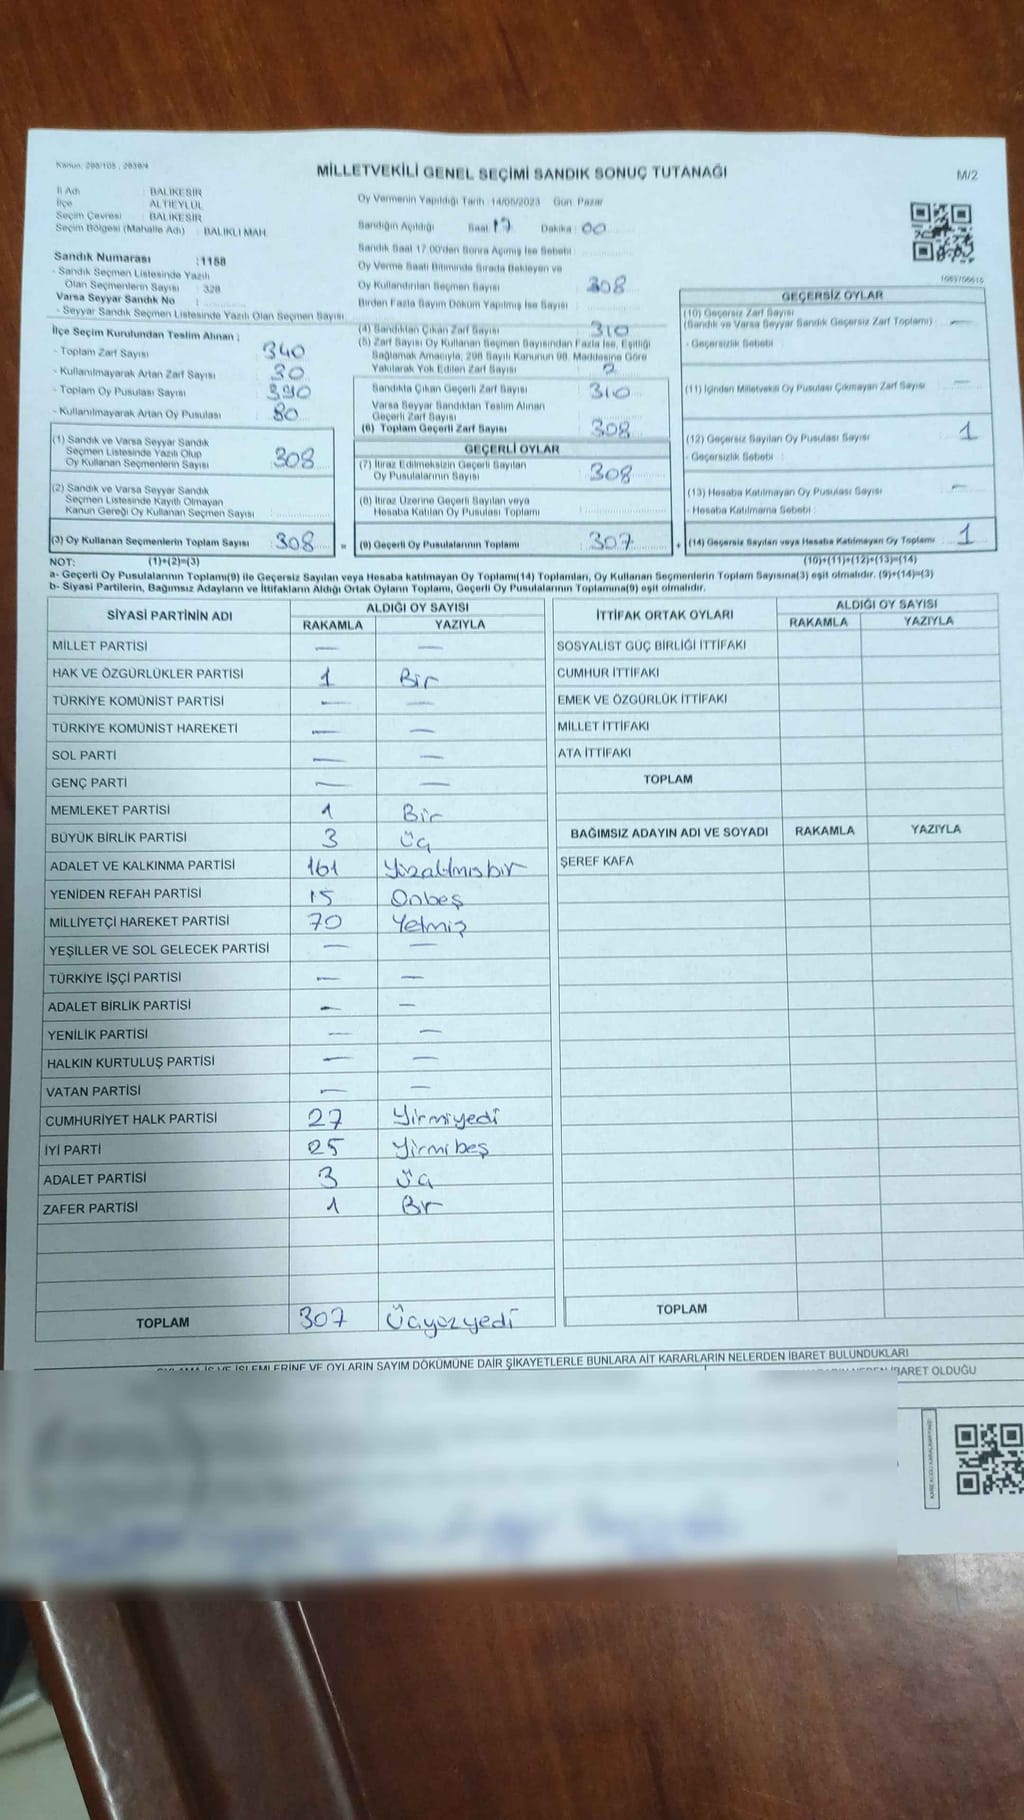 Kanun: 298/105 , 2839/4
MİLLETVEKİLİ GENEL SEÇİMİ SANDIK SONUÇ TUTANAĞI
M/2
İl Adı : BALIKESİR
İlçe : ALTIEYLÜL
Seçim Çevresi : BALIKESİR
Seçim Bölgesi (Mahalle Adı) : BALIKLI MAH.
Oy Vermenin Yapıldığı Tarih 14/05/2023 Gün: Pazar
Sandığın Açıldığı Saat 17 Dakika : 00
Sandık Saat 17:00'den Sonra Açmış İse Sebebi :
Oy Verme Saati Bitiminde Sırada Bekleyen ve
Oy Kullandırılan Seçmen Sayısı : 308
Birden Fazla Sayım Döküm Yapılmış İse Sayısı :
Sandık Numarası : 1158
- Sandık Seçmen Listesinde Yazılı
Olan Seçmenlerin Sayısı : 328
Varsa Seyyar Sandık No :
- Seyyar Sandık Seçmen Listesinde Yazılı Olan Seçmen Sayısı
İlçe Seçim Kurulundan Teslim Alınan :
- Toplam Zarf Sayısı 340
- Kullanılmayarak Artan Zarf Sayısı 30
- Toplam Oy Pusulası Sayısı 390
- Kullanılmayarak Artan Oy Pusulası 80
(1) Sandık ve Varsa Seyyar Sandık
Seçmen Listesinde Yazılı Olup
Oy Kullanan Seçmenlerin Sayısı 308
(2) Sandık ve Varsa Seyyar Sandık
Seçmen Listesinde Kayıtlı Olmayan
Kanun Gereği Oy Kullanan Seçmen Sayısı
(3) Oy Kullanan Seçmenlerin Toplam Sayısı 308 =
(4) Sandıktan Çıkan Zarf Sayısı 310
(5) Zarf Sayısı Oy Kullanan Seçmen Sayısından Fazla İse, Eşitliği
Sağlamak Amacıyla, 298 Sayılı Kanunun 98. Maddesine Göre
Yakılarak Yok Edilen Zarf Sayısı 2
Sandıkta Çıkan Geçerli Zarf Sayısı 310
Varsa Seyyar Sandıktan Teslim Alınan
Geçerli Zarf Sayısı
(6) Toplam Geçerli Zarf Sayısı 308
GEÇERLİ OYLAR
(7) İtiraz Edilmeksizin Geçerli Sayılan
Oy Pusulalarının Sayısı 308
(8) İtiraz Üzerine Geçerli Sayılan veya
Hesaba Katılan Oy Pusulası Toplamı
(9) Geçerli Oy Pusulalarının Toplamı 307 +
GEÇERSİZ OYLAR
(10) Geçersiz Zarf Sayısı
(Sandık ve Varsa Seyyar Sandık Geçersiz Zarf Toplamı) —
- Geçersizlik Sebebi :
(11) İçinden Milletvekili Oy Pusulası Çıkmayan Zarf Sayısı —
(12) Geçersiz Sayılan Oy Pusulası Sayısı 1
- Geçersizlik Sebebi :
(13) Hesaba Katılmayan Oy Pusulası Sayısı —
- Hesaba Katılmama Sebebi :
(14) Geçersiz Sayılan veya Hesaba Katılmayan Oy Toplamı 1
NOT: (1)+(2)=(3) (10)+(11)+(12)+(13)=(14)
a- Geçerli Oy Pusulalarının Toplamı(9) ile Geçersiz Sayılan veya Hesaba katılmayan Oy Toplamı(14) Toplamları, Oy Kullanan Seçmenlerin Toplam Sayısına(3) eşit olmalıdır. (9)+(14)=(3)
b- Siyasi Partilerin, Bağımsız Adayların ve İttifakların Aldığı Ortak Oyların Toplamı, Geçerli Oy Pusulalarının Toplamına(9) eşit olmalıdır.
SİYASİ PARTİNİN ADI ALDIĞI OY SAYISI
RAKAMLA YAZIYLA
MİLLET PARTİSİ — —
HAK VE ÖZGÜRLÜKLER PARTİSİ 1 Bir
TÜRKİYE KOMÜNİST PARTİSİ — —
TÜRKİYE KOMÜNİST HAREKETİ — —
SOL PARTİ — —
GENÇ PARTİ — —
MEMLEKET PARTİSİ 1 Bir
BÜYÜK BİRLİK PARTİSİ 3 Üç
ADALET VE KALKINMA PARTİSİ 161 Yüzaltmışbir
YENİDEN REFAH PARTİSİ 15 Onbeş
MİLLİYETÇİ HAREKET PARTİSİ 70 Yetmiş
YEŞİLLER VE SOL GELECEK PARTİSİ — —
TÜRKİYE İŞÇİ PARTİSİ — —
ADALET BİRLİK PARTİSİ — —
YENİLİK PARTİSİ — —
HALKIN KURTULUŞ PARTİSİ — —
VATAN PARTİSİ — —
CUMHURİYET HALK PARTİSİ 27 Yirmiyedi
İYİ PARTİ 25 Yirmibeş
ADALET PARTİSİ 3 Üç
ZAFER PARTİSİ 1 Bir
TOPLAM 307 Üçyüzyedi
İTTİFAK ORTAK OYLARI ALDIĞI OY SAYISI
RAKAMLA YAZIYLA
SOSYALİST GÜÇ BİRLİĞİ İTTİFAKI
CUMHUR İTTİFAKI
EMEK VE ÖZGÜRLÜK İTTİFAKI
MİLLET İTTİFAKI
ATA İTTİFAKI
TOPLAM
BAĞIMSIZ ADAYIN ADI VE SOYADI RAKAMLA YAZIYLA
ŞEREF KAFA
TOPLAM
İŞLEMLERİNE VE OYLARIN SAYIM DÖKÜMÜNE DAİR ŞİKAYETLERLE BUNLARA AİT KARARLARIN NELERDEN İBARET BULUNDUKLARI
İBARET OLDUĞU